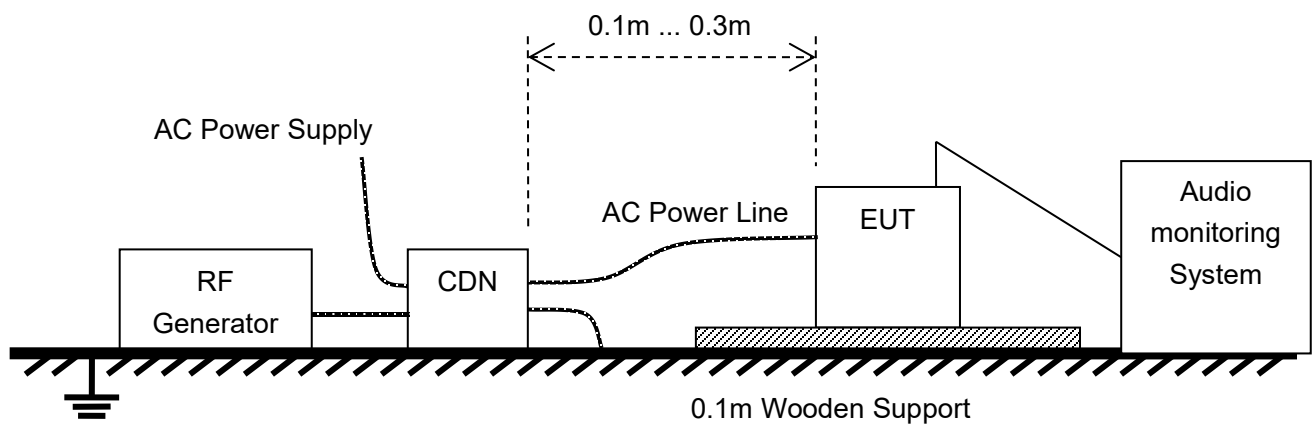 0.1m ... 0.3m
AC Power Supply
AC Power Line
EUT
Audio
monitoring
System
RF
Generator
CDN
0.1m Wooden Support